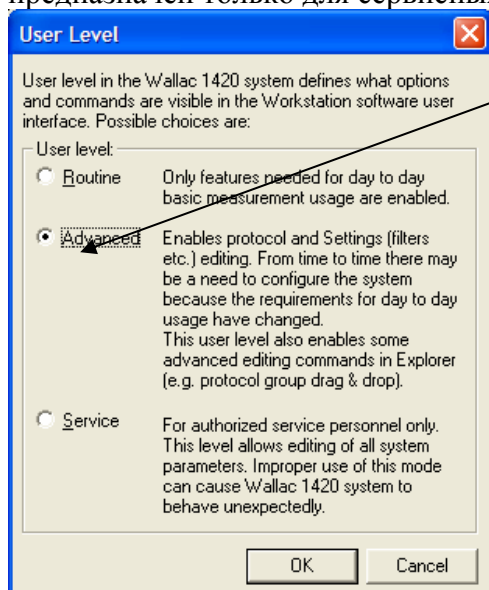 предназначен только для сервисных
User Level
User level in the Wallac 1420 system defines what options
and commands are visible in the Workstation software user
interface. Possible choices are:
User level:
Routine
Only features needed for day to day
basic measurement usage are enabled.
Advanced
Enables protocol and Settings (filters
etc.) editing. From time to time there may
be a need to configure the system
because the requirements for day to day
usage have changed.
This user level also enables some
advanced editing commands in Explorer
(e.g. protocol group drag & drop).
Service
For authorized service personnel only.
This level allows editing of all system
parameters. Improper use of this mode
can cause Wallac 1420 system to
behave unexpectedly.
OK
Cancel